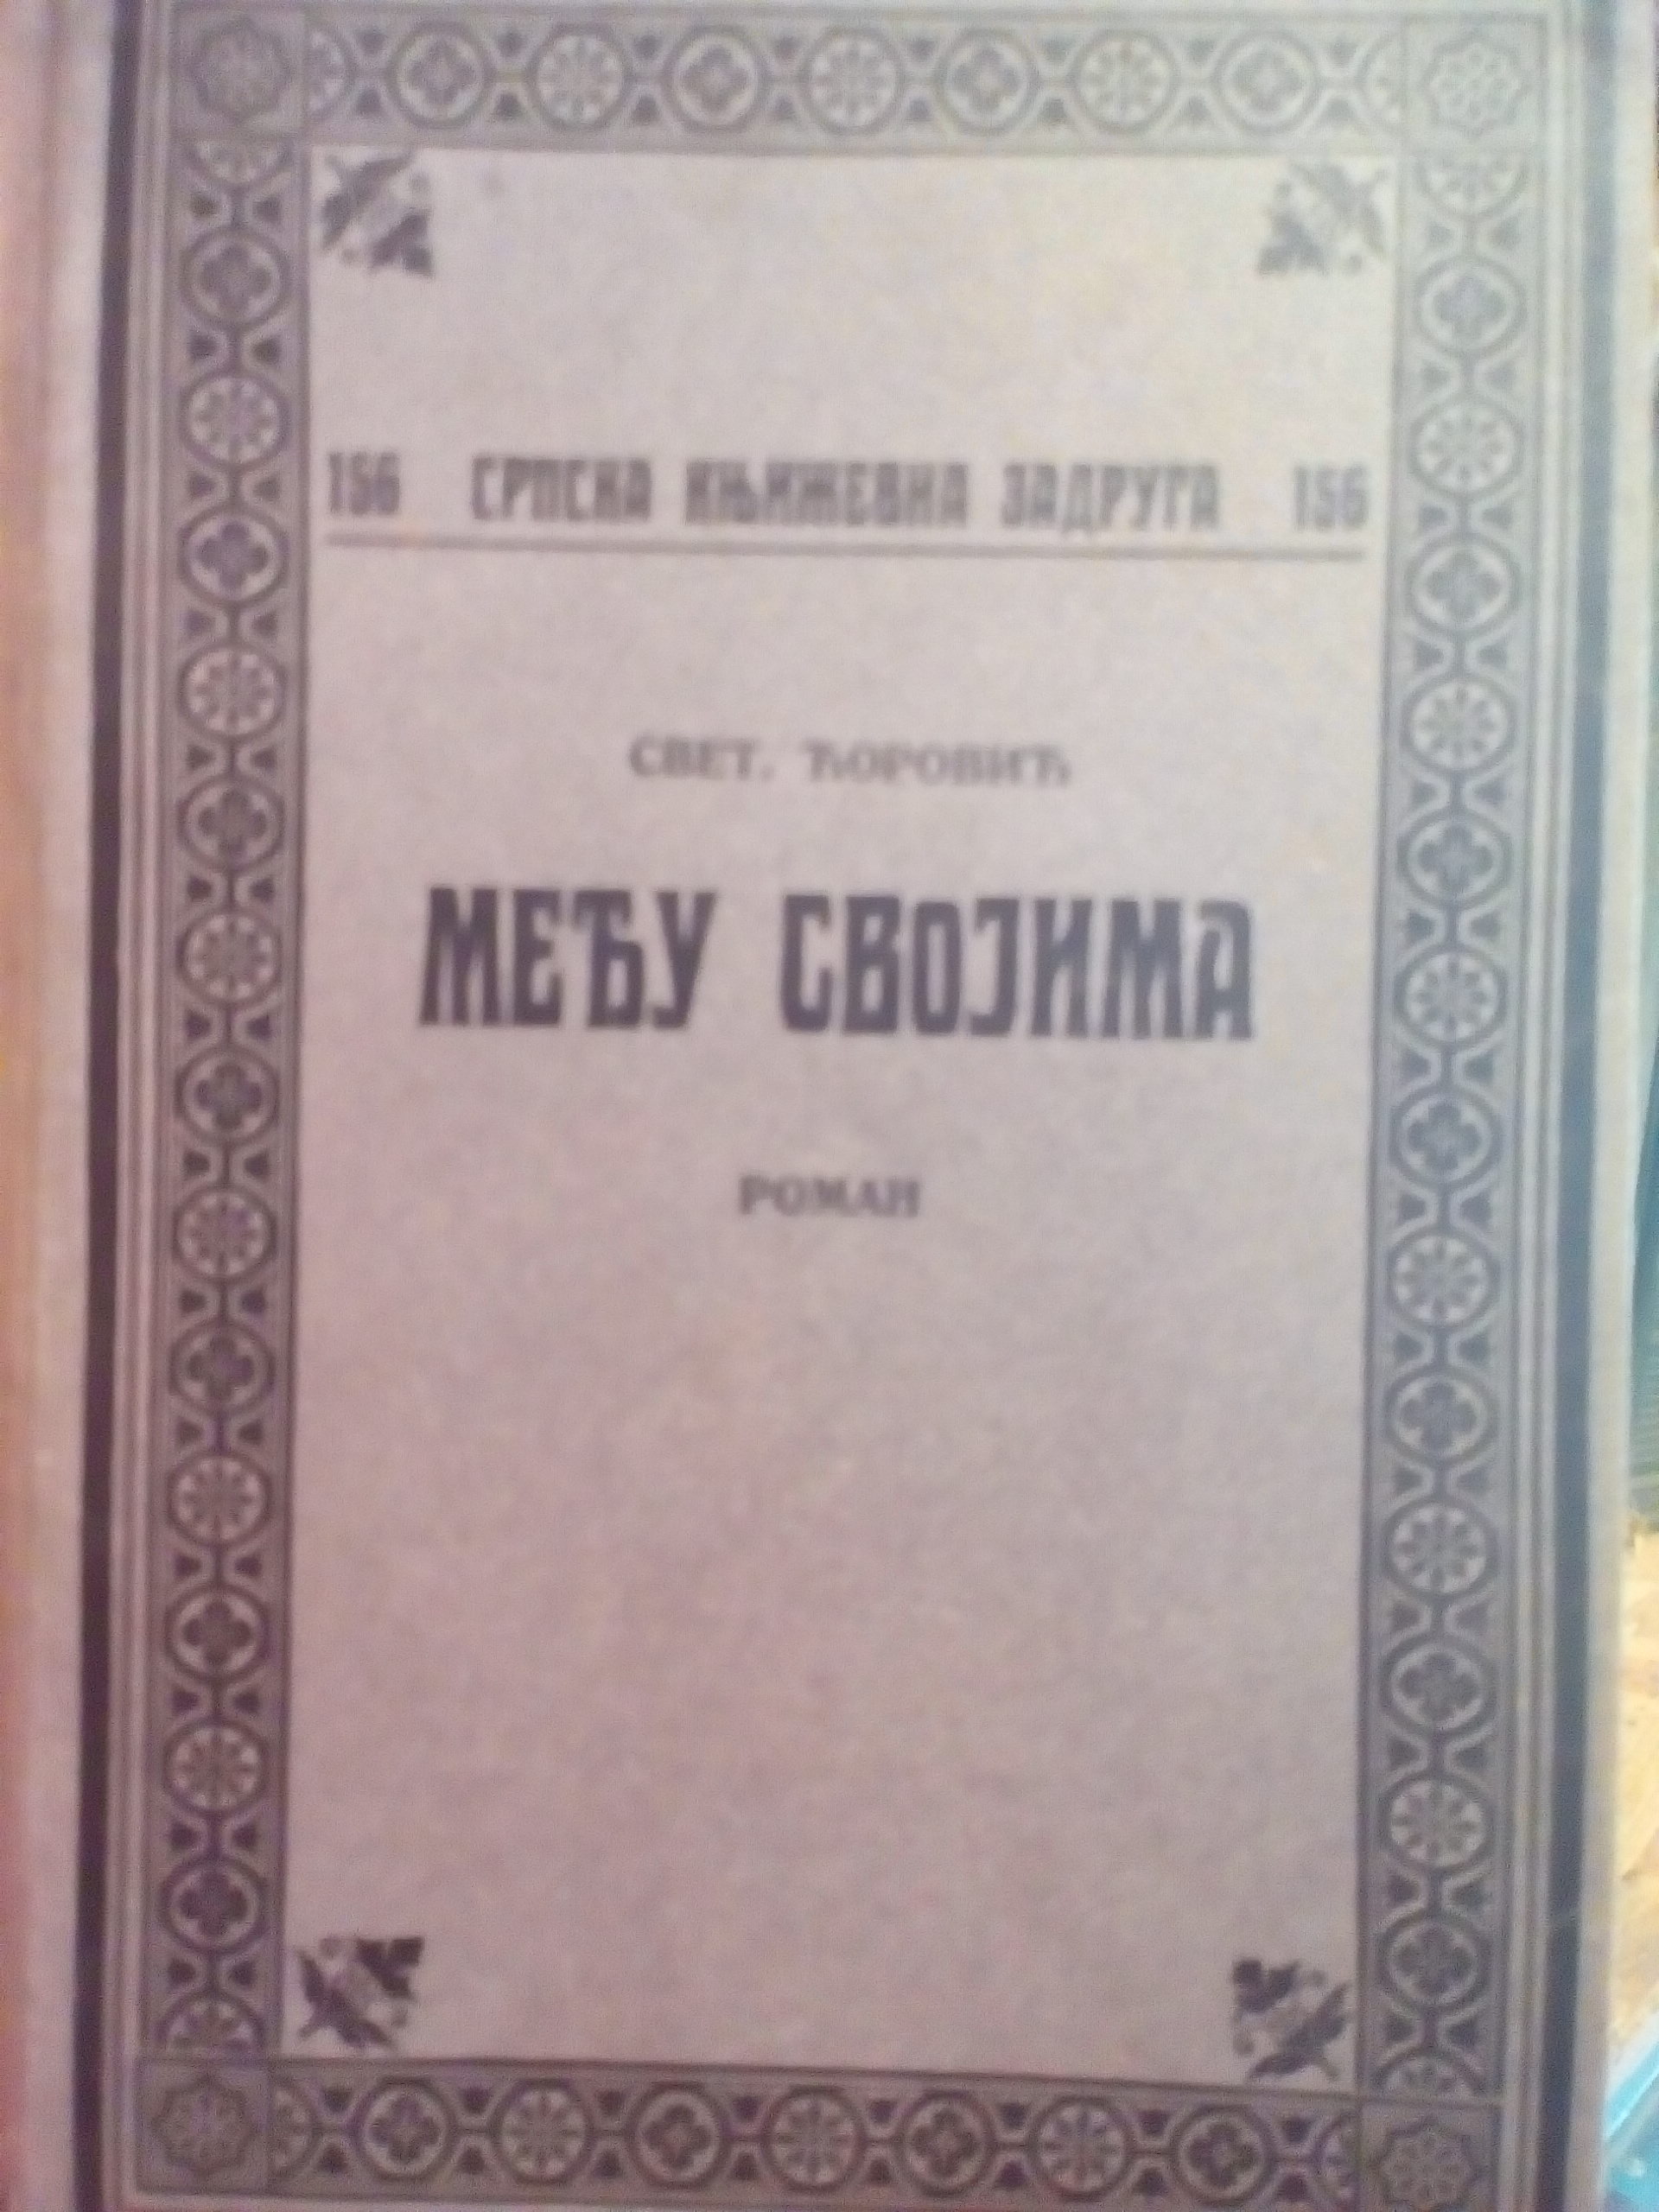 156 СРПСКА КЊИЖЕВНА ЗАДРУГА 156
СВЕТ. ЋОРОВИЋ
МЕЂУ СВОЈИМА
РОМАН